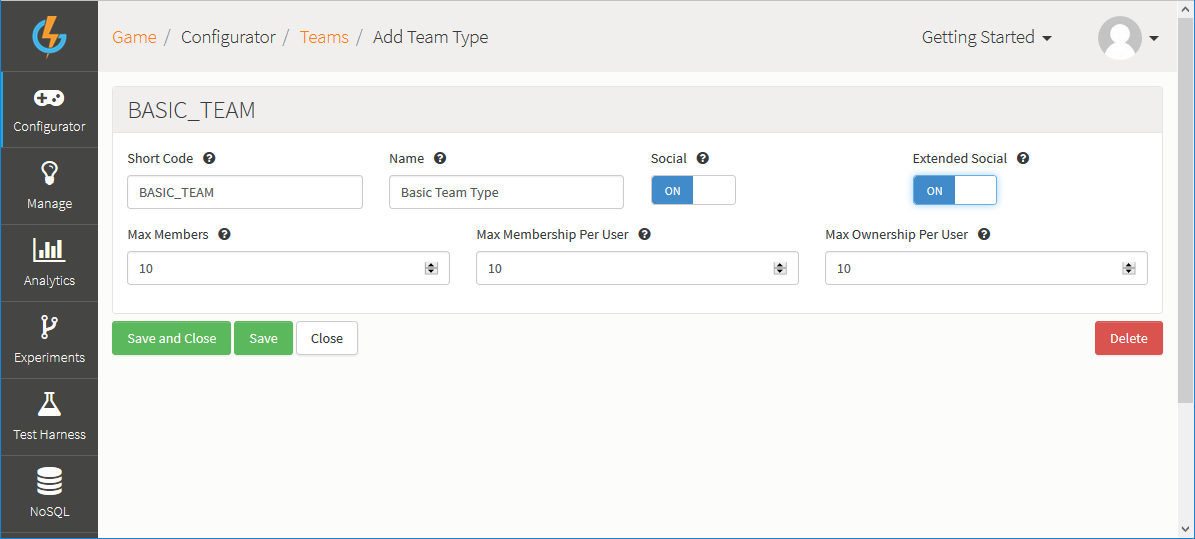 Game / Configurator / Teams / Add Team Type
Getting Started
Configurator
Manage
Analytics
Experiments
Test Harness
NoSQL
BASIC_TEAM
Short Code
Name
Social
Extended Social
BASIC_TEAM
Basic Team Type
ON
ON
Max Members
Max Membership Per User
Max Ownership Per User
10
10
10
Save and Close
Save
Close
Delete